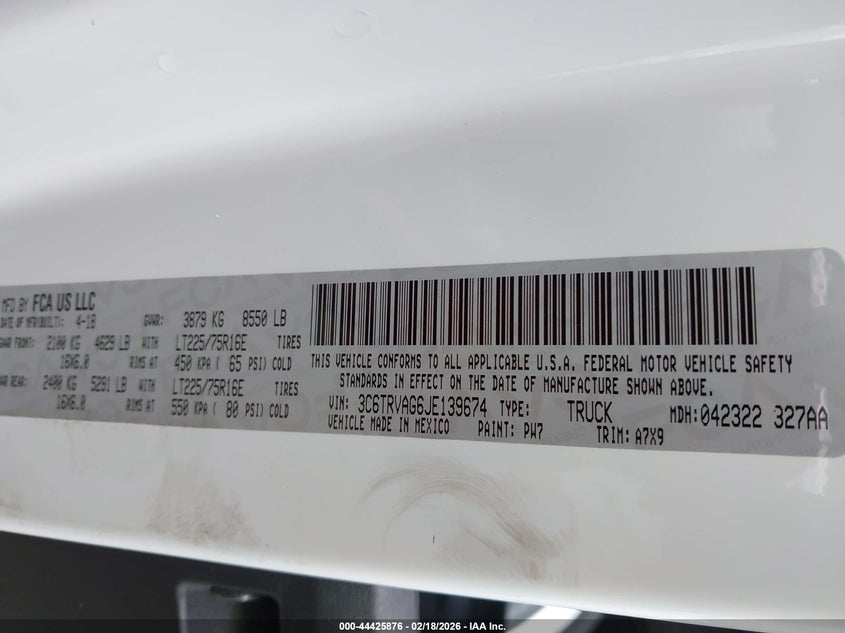 MFD BY FCA US LLC
DATE OF MFR(BUILT): 4-18 GVWR: 3879 KG 8550 LB
GAWR FRONT: 2100 KG 4629 LB WITH LT225/75R16E TIRES
16X6.0 RIMS AT 450 KPA ( 65 PSI) COLD
GAWR REAR: 2400 KG 5291 LB WITH LT225/75R16E TIRES
16X6.0 RIMS AT 550 KPA ( 80 PSI) COLD
THIS VEHICLE CONFORMS TO ALL APPLICABLE U.S.A. FEDERAL MOTOR VEHICLE SAFETY
STANDARDS IN EFFECT ON THE DATE OF MANUFACTURE SHOWN ABOVE.
VIN: 3C6TRVAG6JE139674 TYPE: TRUCK MDH:042322 327AA
VEHICLE MADE IN MEXICO PAINT: PW7 TRIM: A7X9
000-44425876 - 02/18/2026 - IAA Inc.